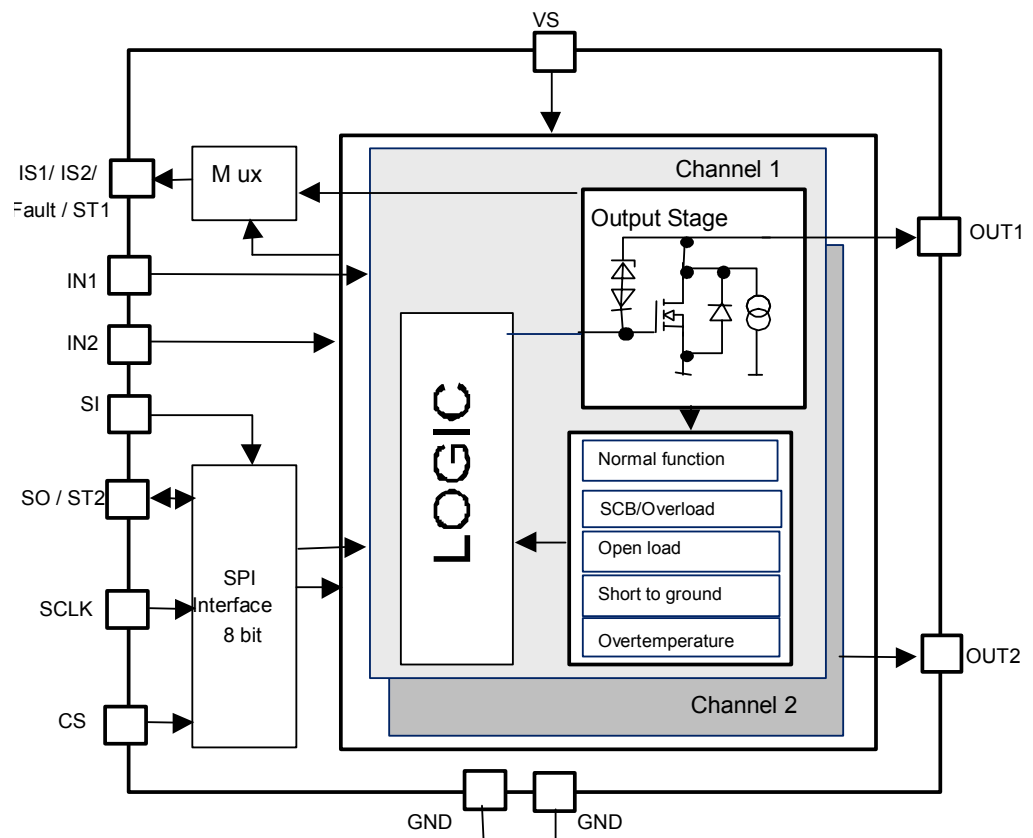 VS
IS1/ IS2/
Fault / ST1
M ux
Channel 1
Output Stage
OUT1
IN1
IN2
SI
LOGIC
Normal function
SCB/Overload
Open load
Short to ground
Overtemperature
SO / ST2
SPI
Interface
8 bit
SCLK
OUT2
Channel 2
CS
GND
GND